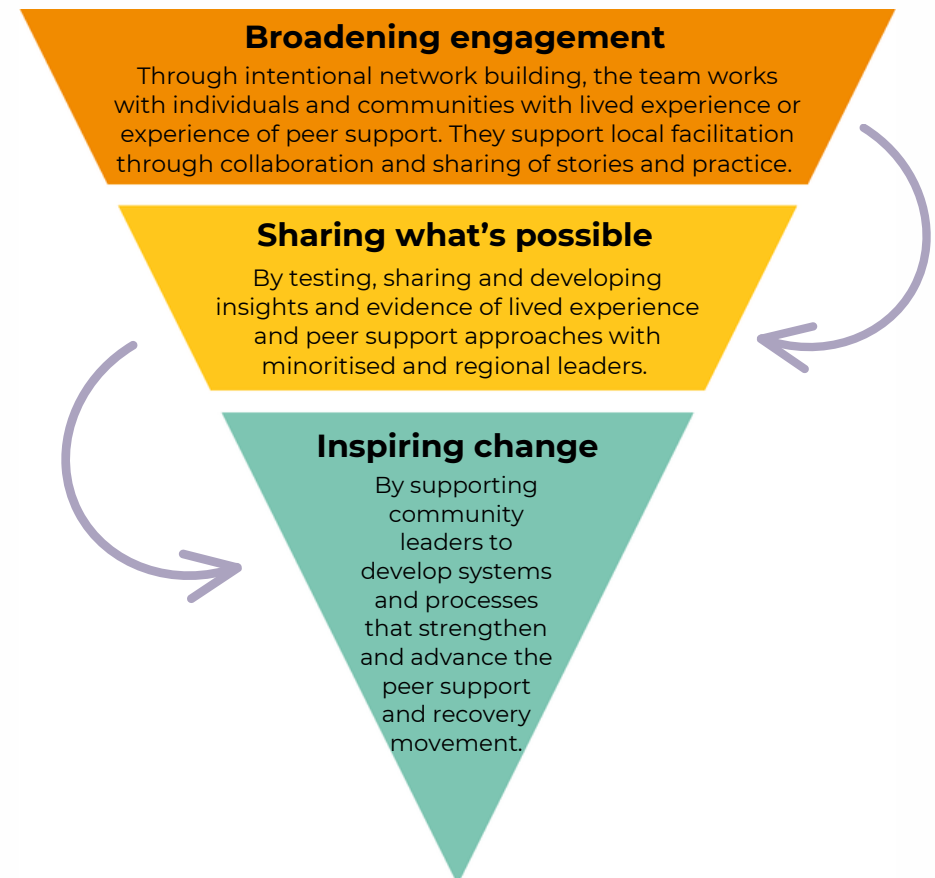 Broadening engagement
Through intentional network building, the team works
with individuals and communities with lived experience or
experience of peer support. They support local facilitation
through collaboration and sharing of stories and practice.
Sharing what’s possible
By testing, sharing and developing
insights and evidence of lived experience
and peer support approaches with
minoritised and regional leaders.
Inspiring change
By supporting
community
leaders to
develop systems
and processes
that strengthen
and advance the
peer support
and recovery
movement.